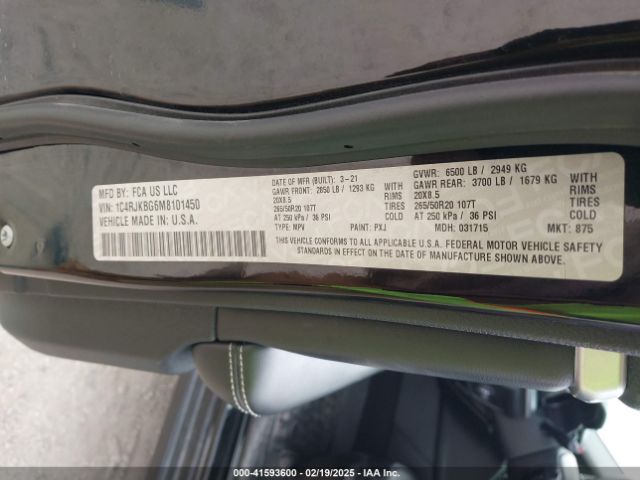 MFD BY: FCA US LLC
VIN: 1C4RJKBG6M8101450
VEHICLE MADE IN U.S.A.
DATE OF MFR (BUILT): 3-21
GAWR FRONT: 2850 LB / 1293 KG WITH
20X8.5 RIMS
265/50R20 107T TIRES
AT 250 kPal / 36 PSI
TYPE: MPV PAINT: PXJ
GVWR: 6500 LB / 2949 KG
GAWR REAR: 3700 LB / 1679 KG WITH
20X8.5 RIMS
265/50R20 107T TIRES
AT 250 kPal / 36 PSI
MDH: 031715 MKT: 875
THIS VEHICLE CONFORMS TO ALL APPLICABLE U.S.A. FEDERAL MOTOR VEHICLE SAFETY
STANDARDS IN EFFECT ON THE DATE OF MANUFACTURE SHOWN ABOVE.
000-41593600 - 02/19/2025 - IAA Inc.